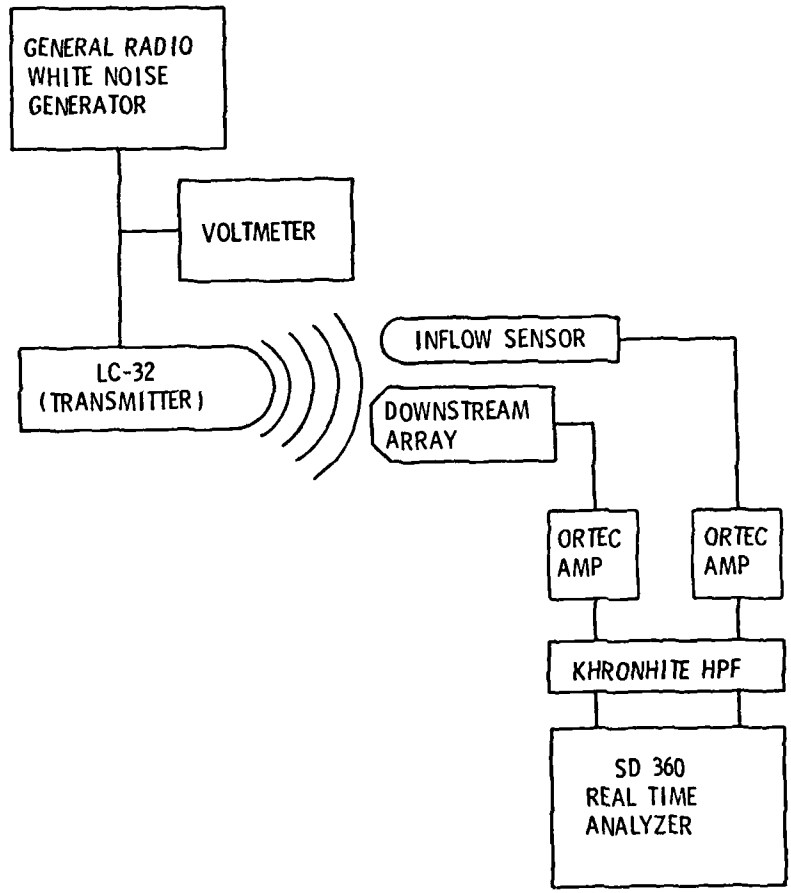 GENERAL RADIO
WHITE NOISE
GENERATOR
VOLTMETER
LC-32
(TRANSMITTER)
INFLOW SENSOR
DOWNSTREAM
ARRAY
ORTEC
AMP
ORTEC
AMP
KHRONHITE HPF
SD 360
REAL TIME
ANALYZER